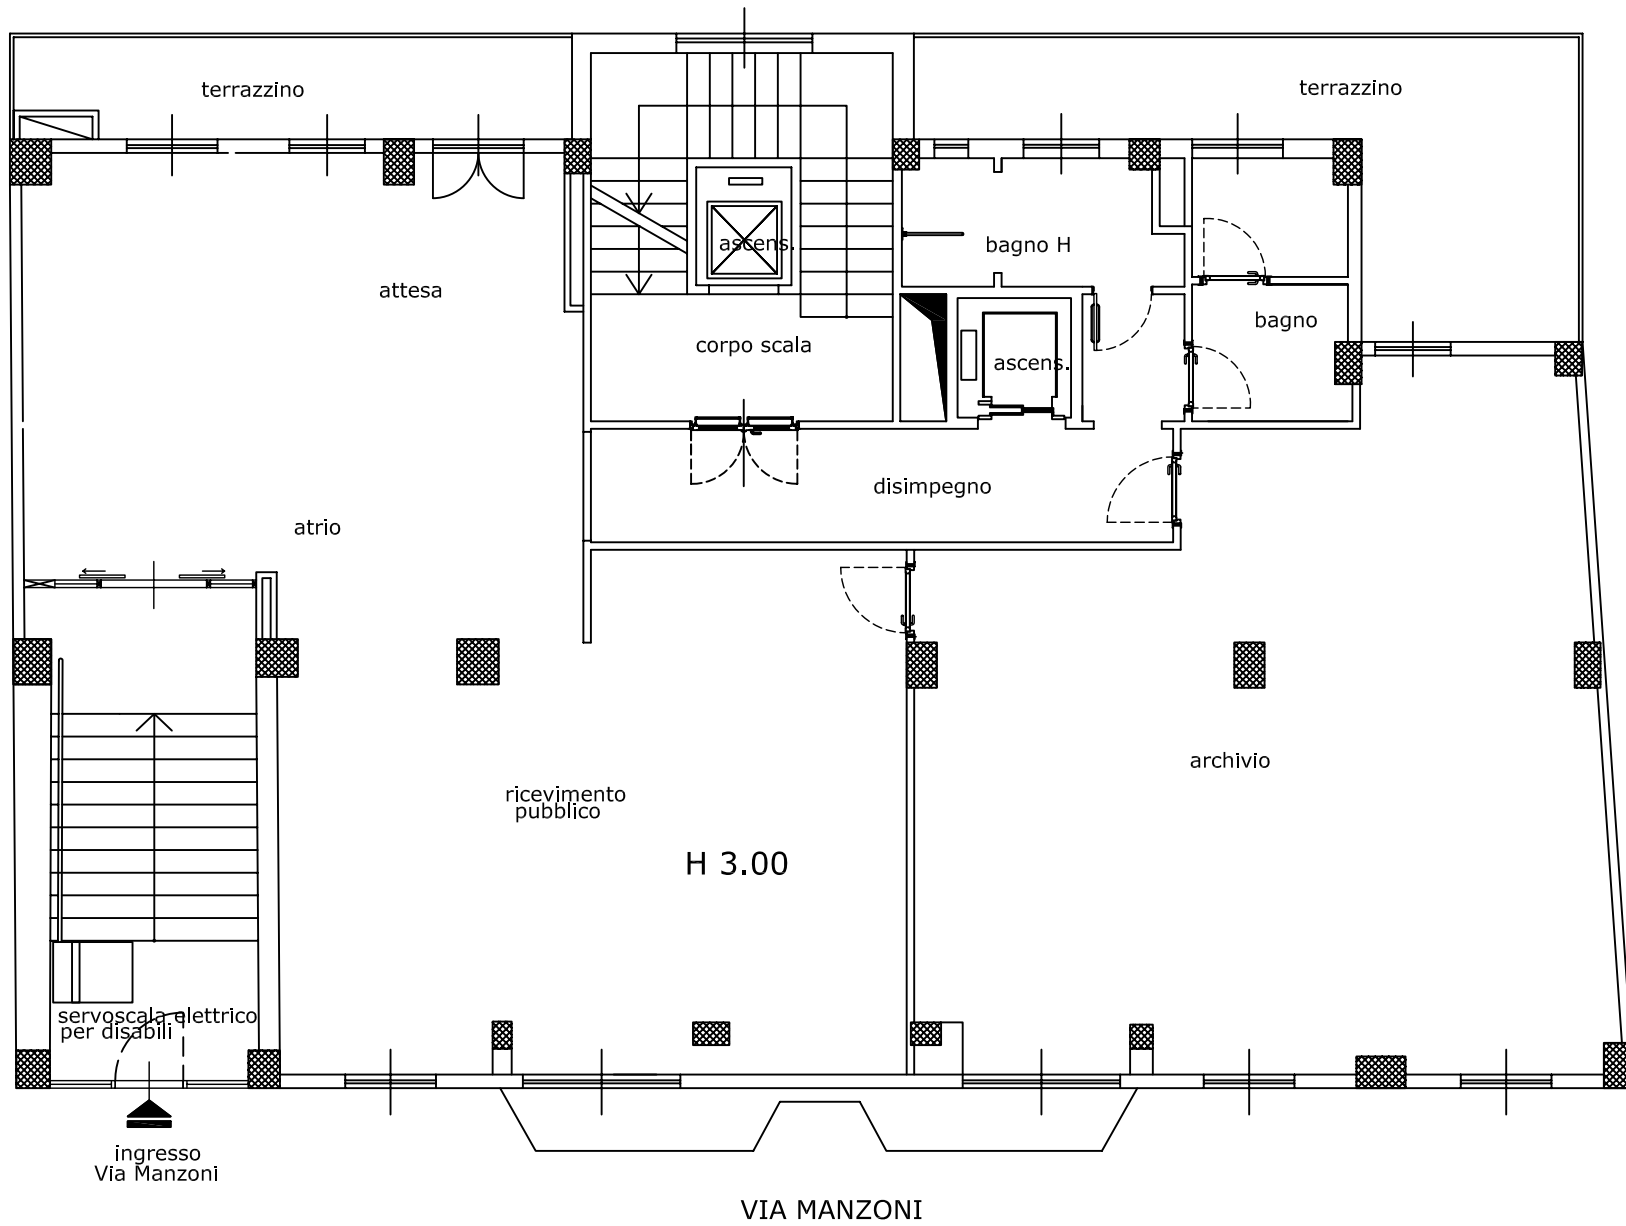 terrazzino
terrazzino
ascens.
bagno H
attesa
bagno
corpo scala
ascens.
disimpegno
atrio
archivio
ricevimento
pubblico
H 3.00
servoscala elettrico
per disabili
ingresso
Via Manzoni
VIA MANZONI